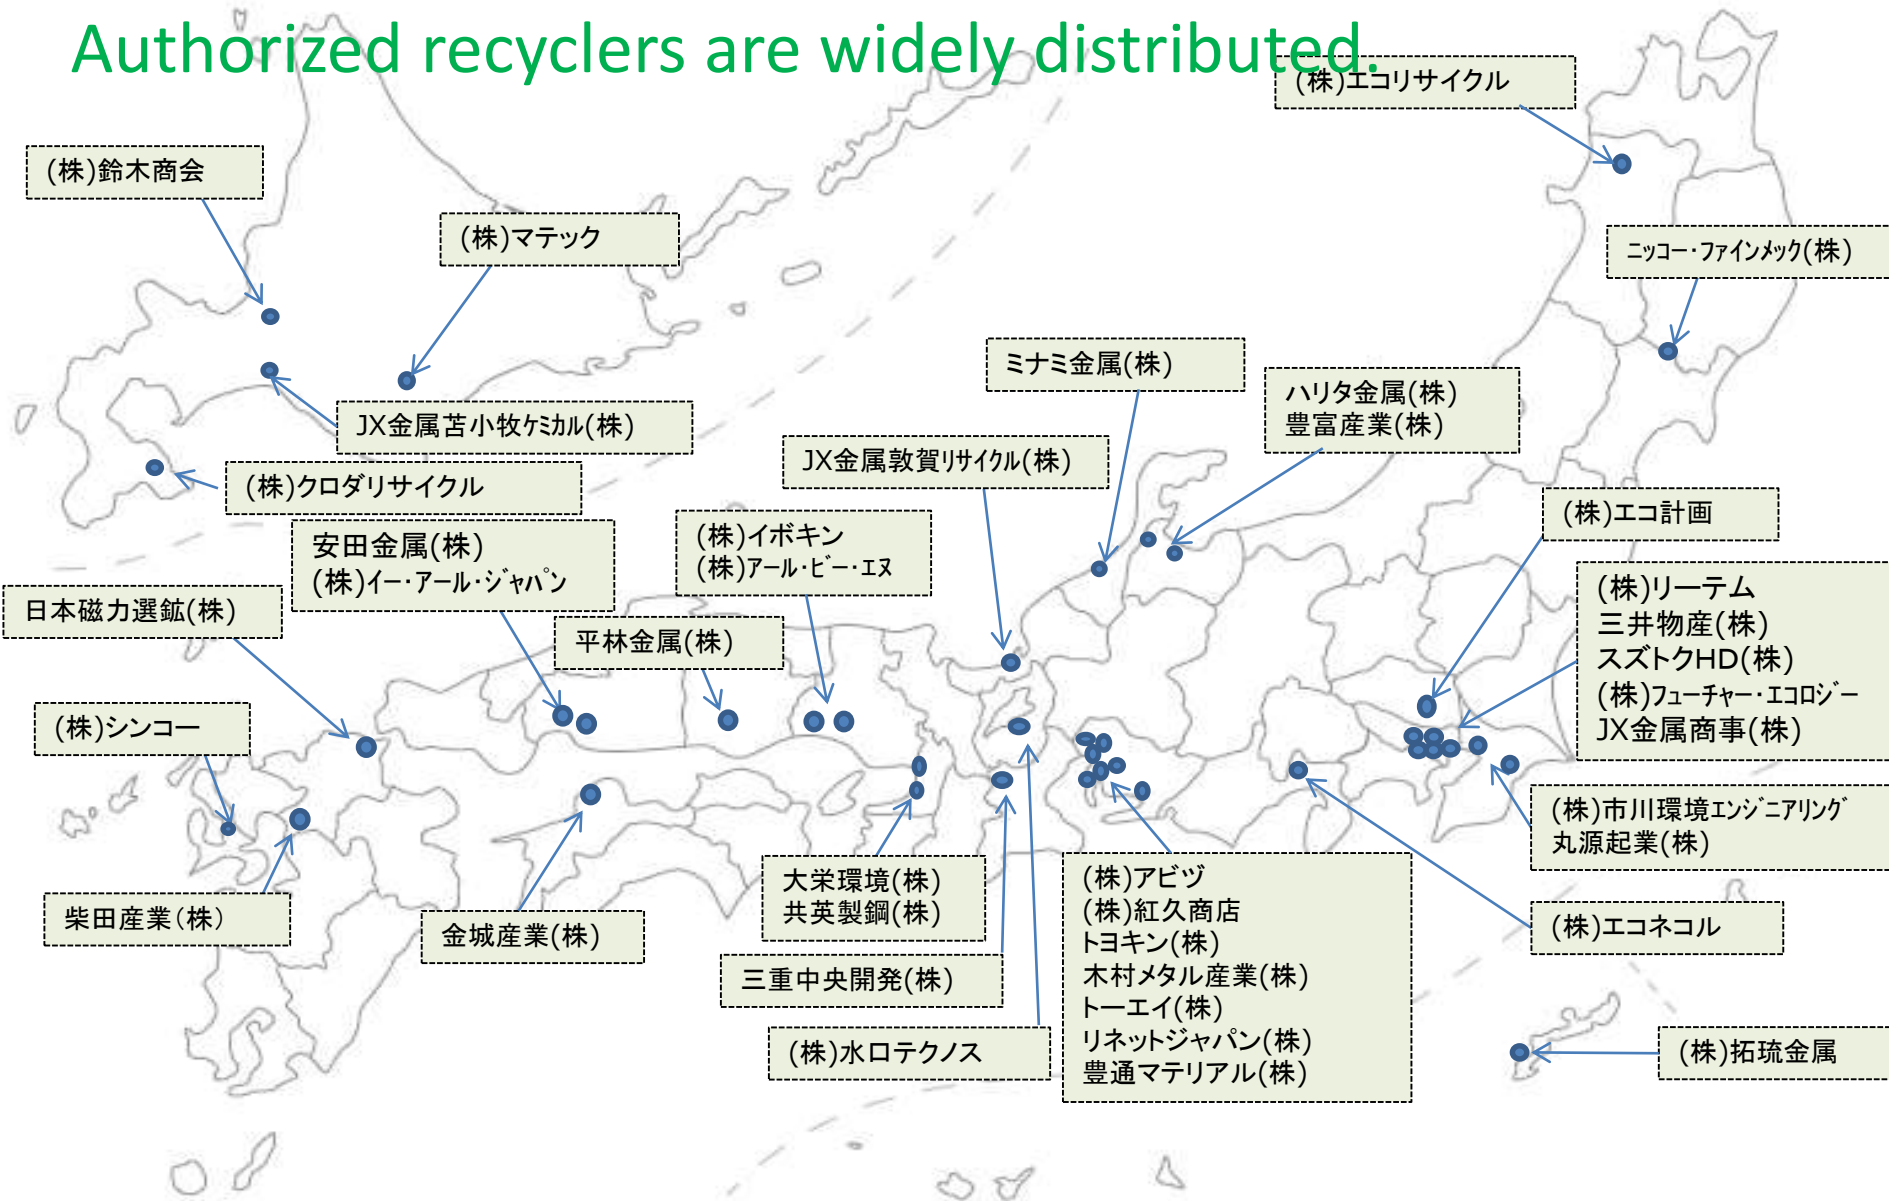 Authorized recyclers are widely distributed.
(株)エコリサイクル
(株)鈴木商会
(株)マテック
ニッコー・ファインメック(株)
ミナミ金属(株)
ハリタ金属(株)
豊富産業(株)
JX金属苫小牧ケミカル(株)
JX金属敦賀リサイクル(株)
(株)クロダリサイクル
(株)エコ計画
安田金属(株)
(株)イー・アール・ジャパン
(株)イボキン
(株)アール・ビー・エヌ
日本磁力選鉱(株)
平林金属(株)
(株)リーテム
三井物産(株)
スズトクHD(株)
(株)フューチャー・エコロジー
JX金属商事(株)
(株)シンコー
(株)市川環境エンジニアリング
丸源起業(株)
柴田産業(株)
金城産業(株)
大栄環境(株)
共英製鋼(株)
(株)アビヅ
(株)紅久商店
トヨキン(株)
木村メタル産業(株)
トーエイ(株)
リネットジャパン(株)
豊通マテリアル(株)
(株)エコネコル
三重中央開発(株)
(株)水口テクノス
(株)拓琉金属